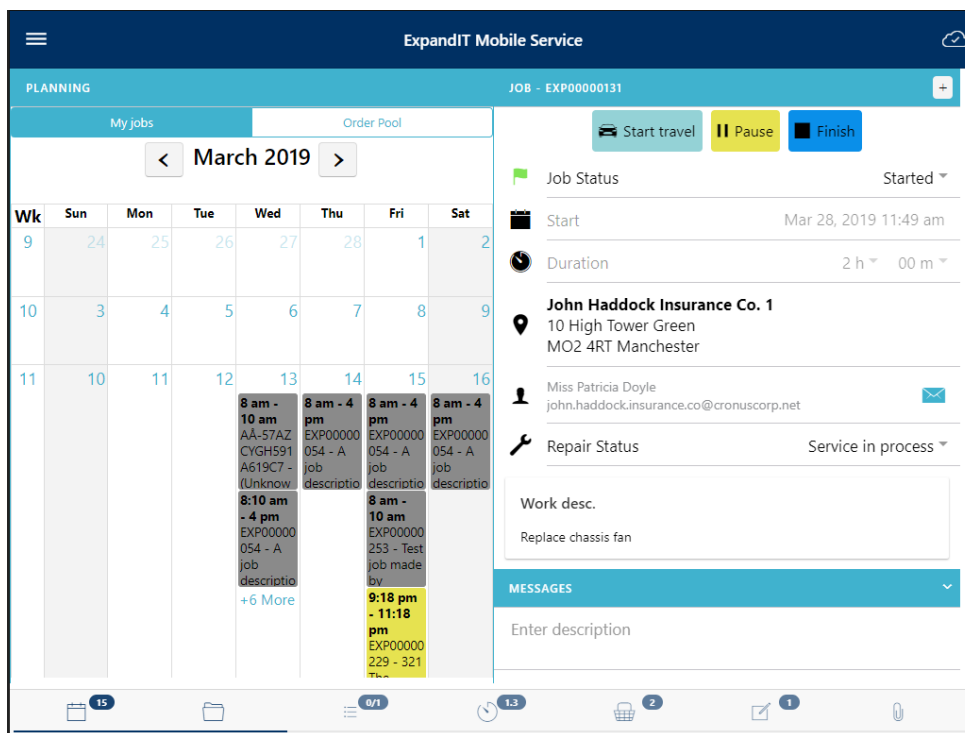 ExpandIT Mobile Service
PLANNING
My jobs
Order Pool
< March 2019 >
Wk Sun Mon Tue Wed Thu Fri Sat
9 24 25 26 27 28 1 2
10 3 4 5 6 7 8 9
11 10 11 12 13 14 15 16
8 am -
10 am
AÅ-57AZ
CYGH591
A619C7 -
(Unknow
8:10 am
- 4 pm
EXP00000
054 - A
job
descriptio
+6 More
8 am - 4
pm
EXP00000
054 - A
job
descriptio
8 am - 4
pm
EXP00000
054 - A
job
descriptio
8 am -
10 am
EXP00000
253 - Test
job made
by
9:18 pm
- 11:18
pm
EXP00000
229 - 321
The
8 am - 4
pm
EXP00000
054 - A
job
descriptio
JOB - EXP00000131
+
Start travel
Pause
Finish
Job Status Started
Start Mar 28, 2019 11:49 am
Duration 2 h 00 m
John Haddock Insurance Co. 1
10 High Tower Green
MO2 4RT Manchester
Miss Patricia Doyle
john.haddock.insurance.co@cronuscorp.net
Repair Status Service in process
Work desc.
Replace chassis fan
MESSAGES
Enter description
15 0/1 1.3 2 1